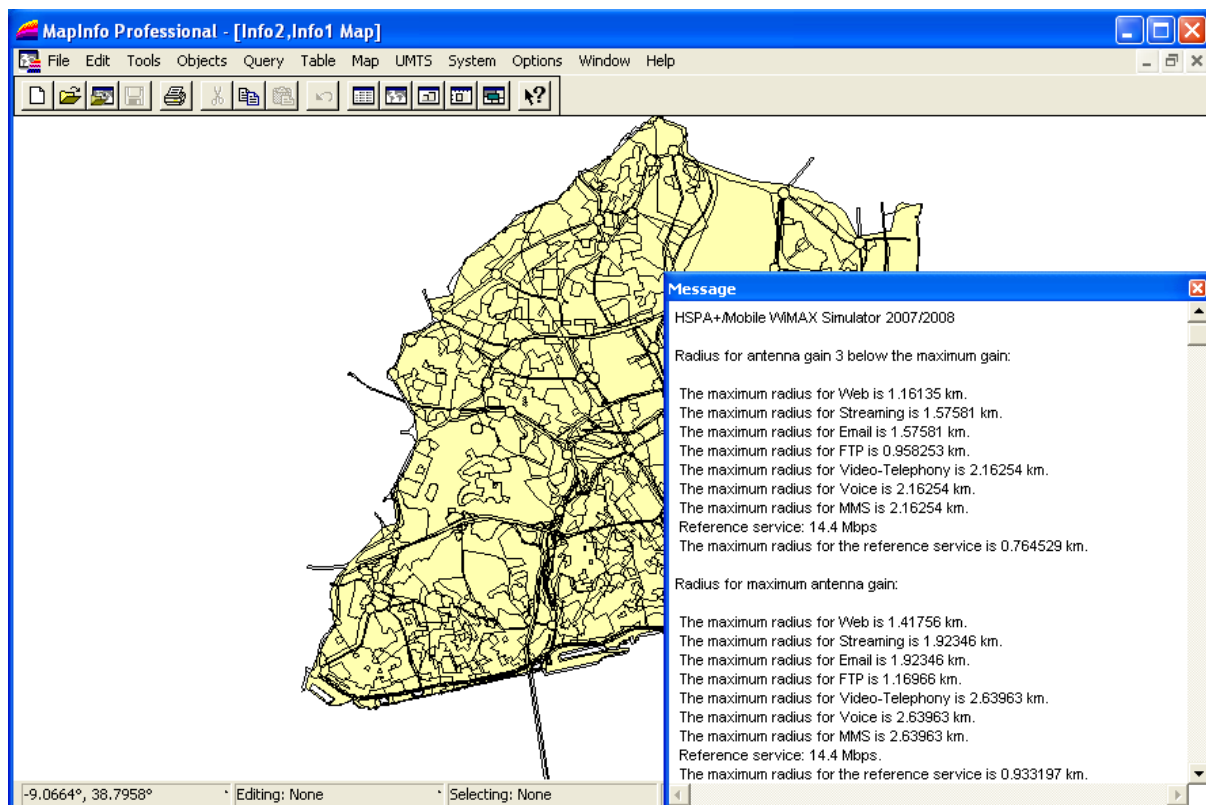 MapInfo Professional - [Info2,Info1 Map]
File Edit Tools Objects Query Table Map UMTS System Options Window Help
Message
HSPA+/Mobile WiMAX Simulator 2007/2008
Radius for antenna gain 3 below the maximum gain:
The maximum radius for Web is 1.16135 km.
The maximum radius for Streaming is 1.57581 km.
The maximum radius for Email is 1.57581 km.
The maximum radius for FTP is 0.958253 km.
The maximum radius for Video-Telephony is 2.16254 km.
The maximum radius for Voice is 2.16254 km.
The maximum radius for MMS is 2.16254 km.
Reference service: 14.4 Mbps
The maximum radius for the reference service is 0.764529 km.
Radius for maximum antenna gain:
The maximum radius for Web is 1.41756 km.
The maximum radius for Streaming is 1.92346 km.
The maximum radius for Email is 1.92346 km.
The maximum radius for FTP is 1.16966 km.
The maximum radius for Video-Telephony is 2.63963 km.
The maximum radius for Voice is 2.63963 km.
The maximum radius for MMS is 2.63963 km.
Reference service: 14.4 Mbps.
The maximum radius for the reference service is 0.933197 km.
-9.0664°, 38.7958° Editing: None Selecting: None